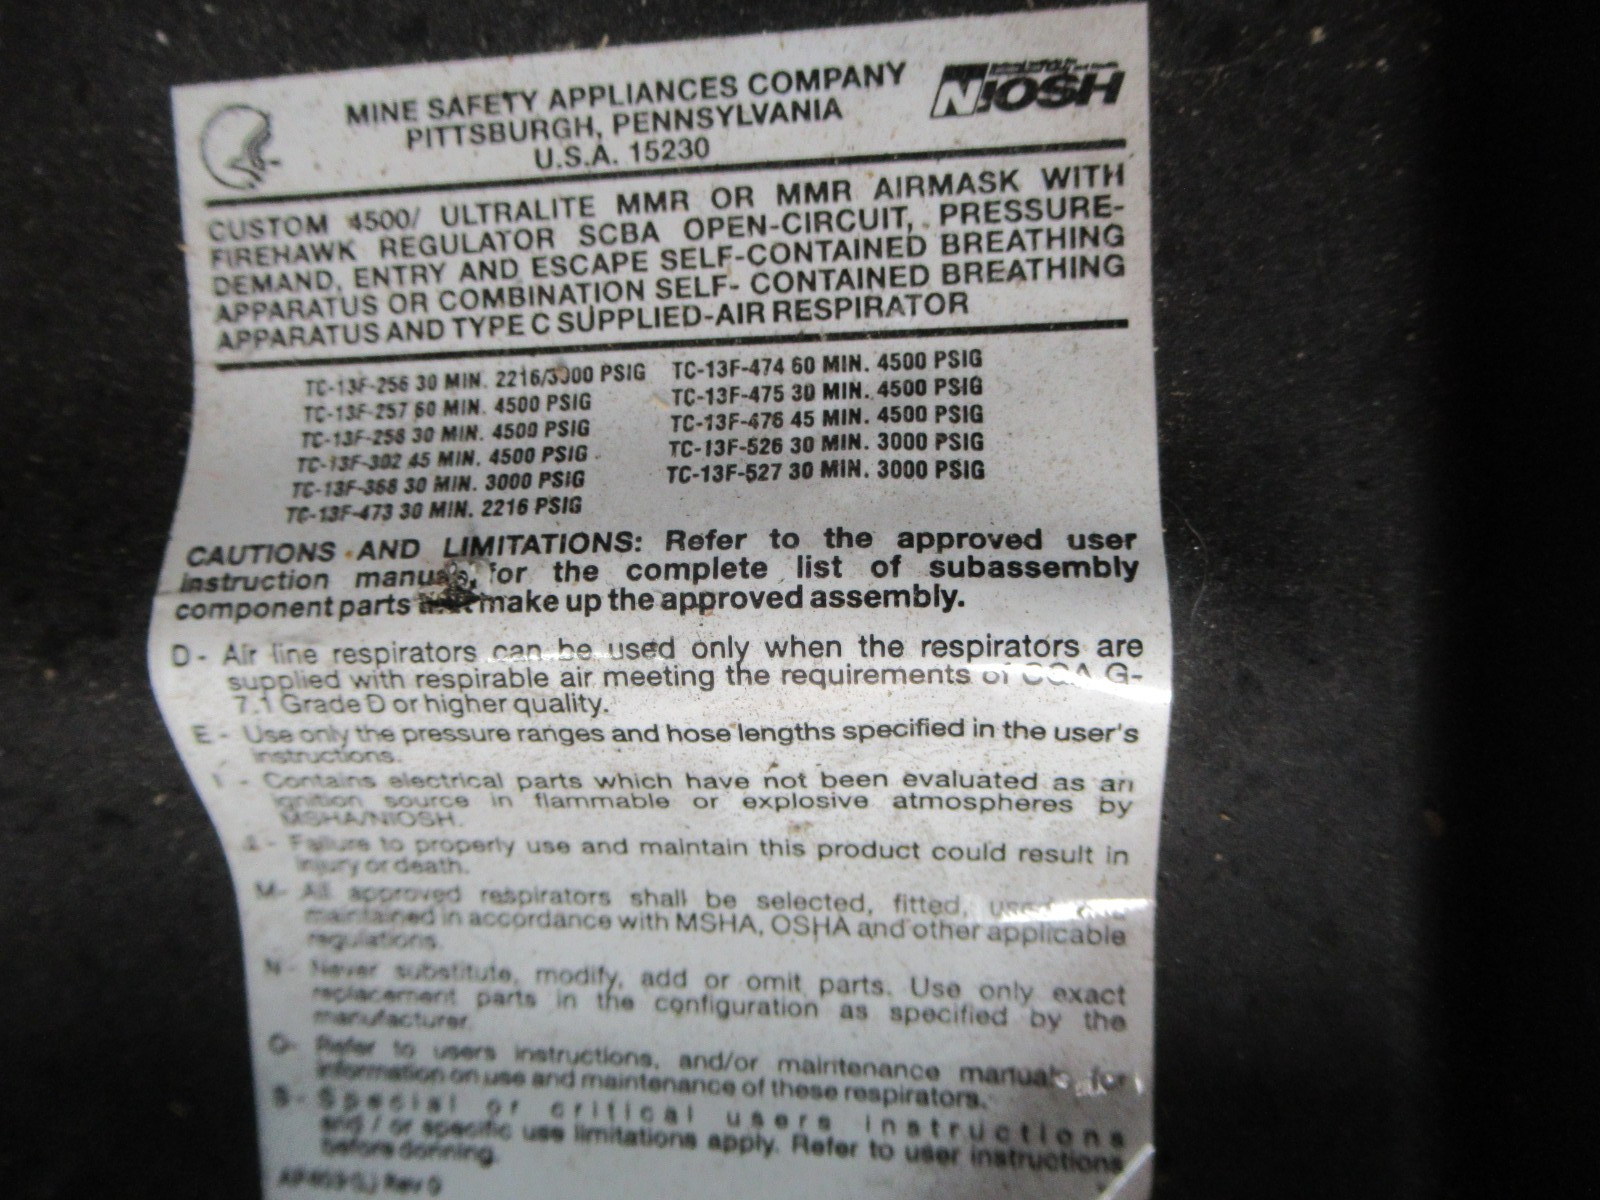 MINE SAFETY APPLIANCES COMPANY
PITTSBURGH, PENNSYLVANIA
U.S.A. 15230
NIOSH
CUSTOM 4500/ ULTRALITE MMR OR MMR AIRMASK WITH
FIREHAWK REGULATOR SCBA OPEN-CIRCUIT, PRESSURE-
DEMAND, ENTRY AND ESCAPE SELF-CONTAINED BREATHING
APPARATUS OR COMBINATION SELF- CONTAINED BREATHING
APPARATUS AND TYPE C SUPPLIED-AIR RESPIRATOR
TC-13F-256 30 MIN. 2216/3000 PSIG
TC-13F-257 60 MIN. 4500 PSIG
TC-13F-258 30 MIN. 4500 PSIG
TC-13F-302 45 MIN. 4500 PSIG
TC-13F-368 30 MIN. 3000 PSIG
TC-13F-473 30 MIN. 2216 PSIG
TC-13F-474 60 MIN. 4500 PSIG
TC-13F-475 30 MIN. 4500 PSIG
TC-13F-476 45 MIN. 4500 PSIG
TC-13F-526 30 MIN. 3000 PSIG
TC-13F-527 30 MIN. 3000 PSIG
CAUTIONS AND LIMITATIONS: Refer to the approved user
instruction manuals, for the complete list of subassembly
component parts make up the approved assembly.
D - Air line respirators can be used only when the respirators are
supplied with respirable air meeting the requirements of CGA G-
7.1 Grade D or higher quality.
E - Use only the pressure ranges and hose lengths specified in the user's
instructions.
I - Contains electrical parts which have not been evaluated as an
ignition source in flammable or explosive atmospheres by
MSHA/NIOSH.
- Failure to properly use and maintain this product could result in
injury or death.
M- All approved respirators shall be selected, fitted, used and
maintained in accordance with MSHA, OSHA and other applicable
regulations.
N - Never substitute, modify, add or omit parts. Use only exact
replacement parts in the configuration as specified by the
manufacturer.
O- Refer to users instructions, and/or maintenance manuals for
information on use and maintenance of these respirators.
S - Special or critical users instructions
and / or specific use limitations apply. Refer to user instructions
before donning.
Rev 9